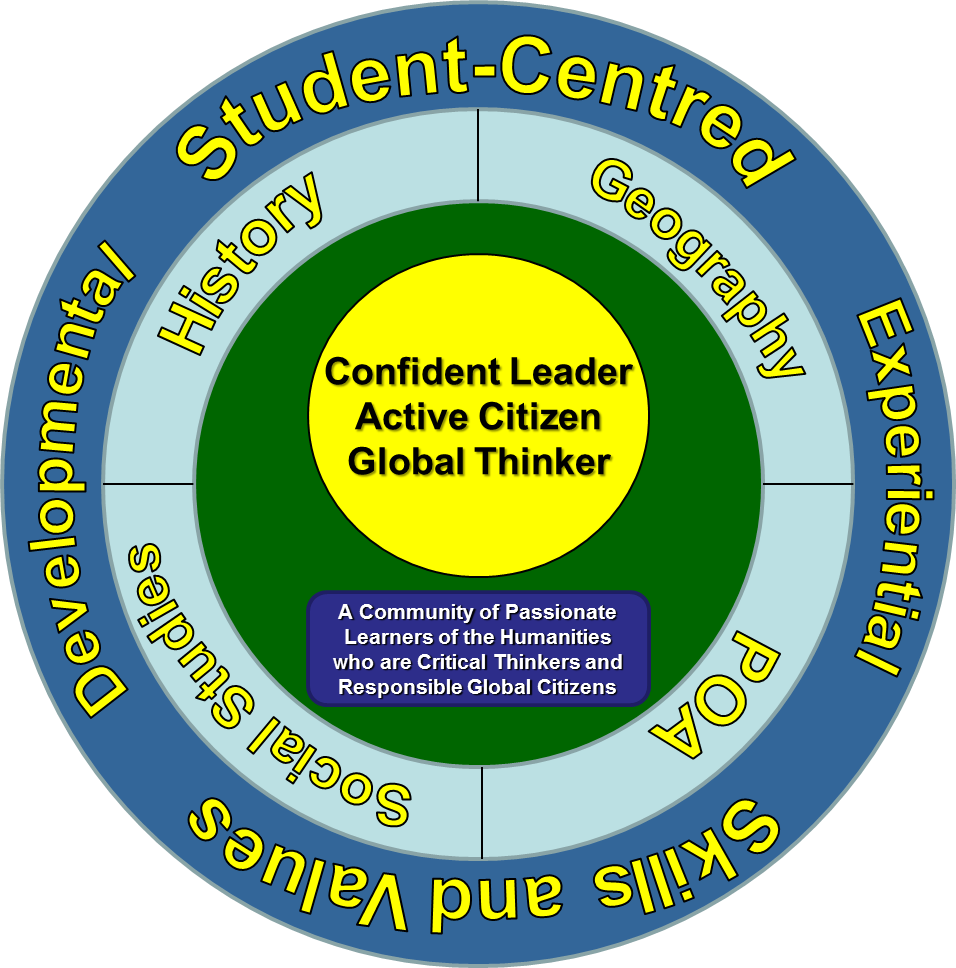 Student-Centred
Experiential
Skills and Values
Developmental
History
Geography
POA
Social Studies
Confident Leader
Active Citizen
Global Thinker
A Community of Passionate
Learners of the Humanities
who are Critical Thinkers and
Responsible Global Citizens